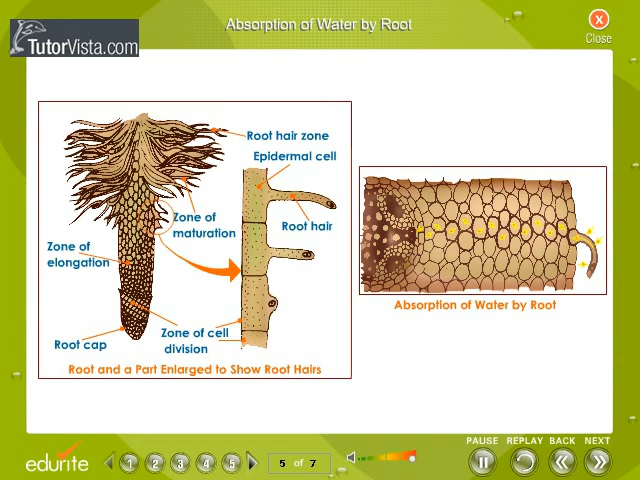 Absorption of Water by Root
X
Close
TutorVista.com
Root hair zone
Epidermal cell
Zone of
maturation
Root hair
Zone of
elongation
Zone of cell
division
Root cap
Root and a Part Enlarged to Show Root Hairs
Absorption of Water by Root
PAUSE REPLAY BACK NEXT
edurite
1 2 3 4 5
5 of 7